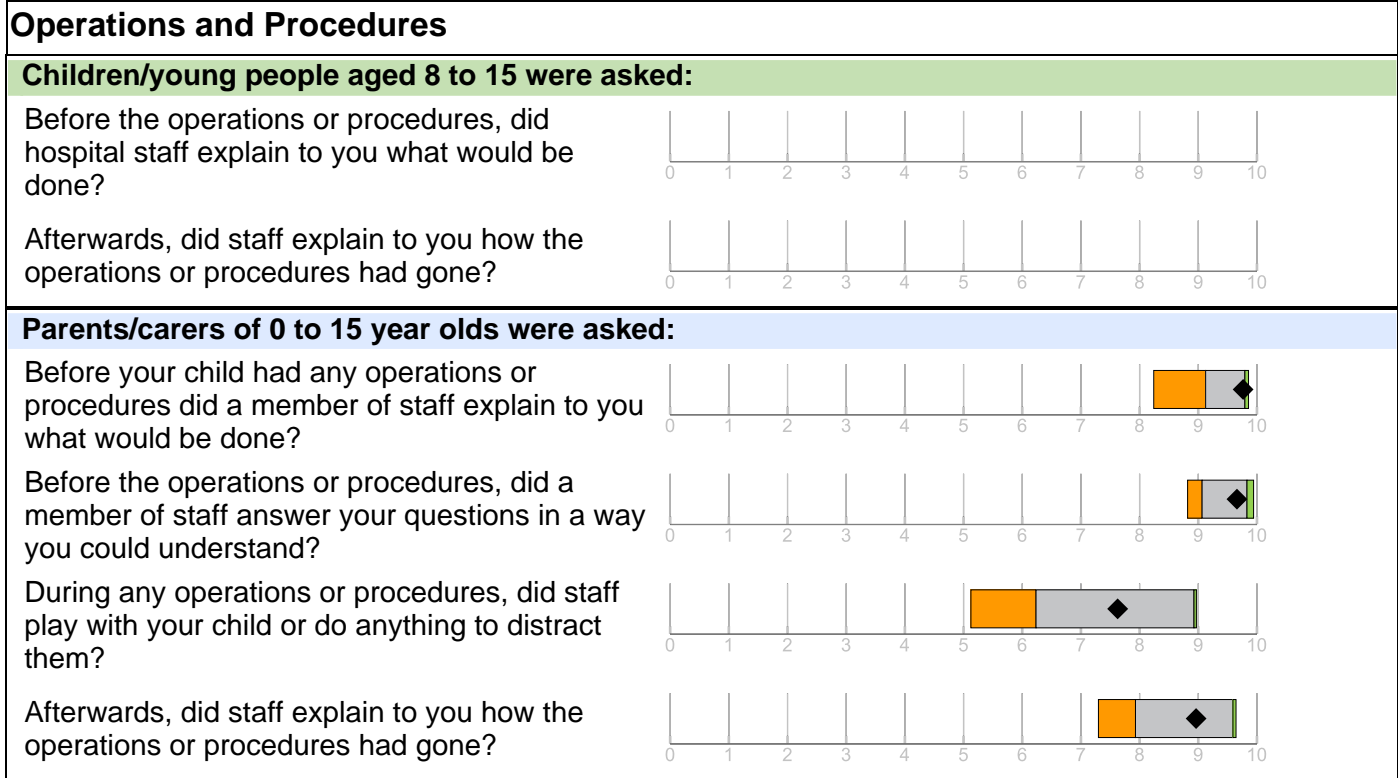 Operations and Procedures
Children/young people aged 8 to 15 were asked:
Before the operations or procedures, did
hospital staff explain to you what would be
done?
0 1 2 3 4 5 6 7 8 9 10
Afterwards, did staff explain to you how the
operations or procedures had gone?
0 1 2 3 4 5 6 7 8 9 10
Parents/carers of 0 to 15 year olds were asked:
Before your child had any operations or
procedures did a member of staff explain to you
what would be done?
0 1 2 3 4 5 6 7 8 9 10
Before the operations or procedures, did a
member of staff answer your questions in a way
you could understand?
0 1 2 3 4 5 6 7 8 9 10
During any operations or procedures, did staff
play with your child or do anything to distract
them?
0 1 2 3 4 5 6 7 8 9 10
Afterwards, did staff explain to you how the
operations or procedures had gone?
0 1 2 3 4 5 6 7 8 9 10